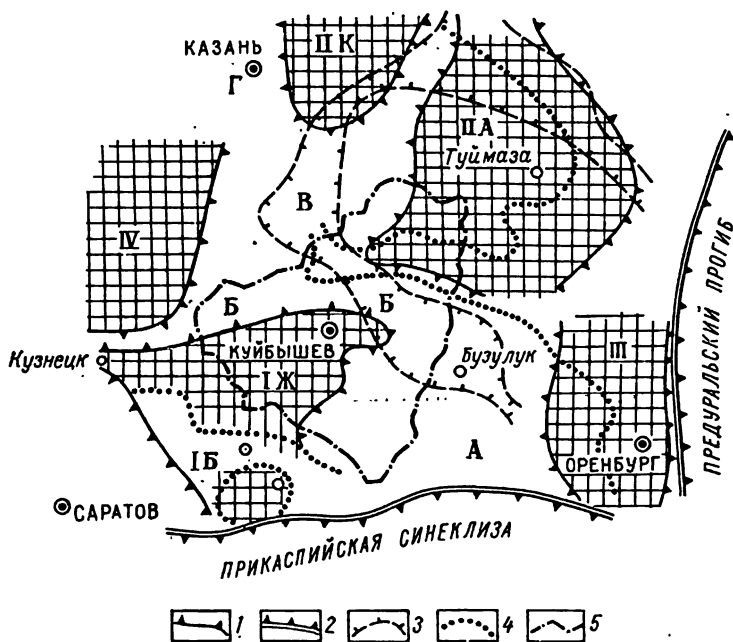 КАЗАНЬ
II К
Г
II А
Туймаза
В
IV
Б
Б
КУЙБЫШЕВ
Кузнецк
I Ж
Бузулук
III
ПРЕДУРАЛЬСКИЙ ПРОГИБ
А
ОРЕНБУРГ
I Б
САРАТОВ
ПРИКАСПИЙСКАЯ СИНЕКЛИЗА
1 2 3 4 5